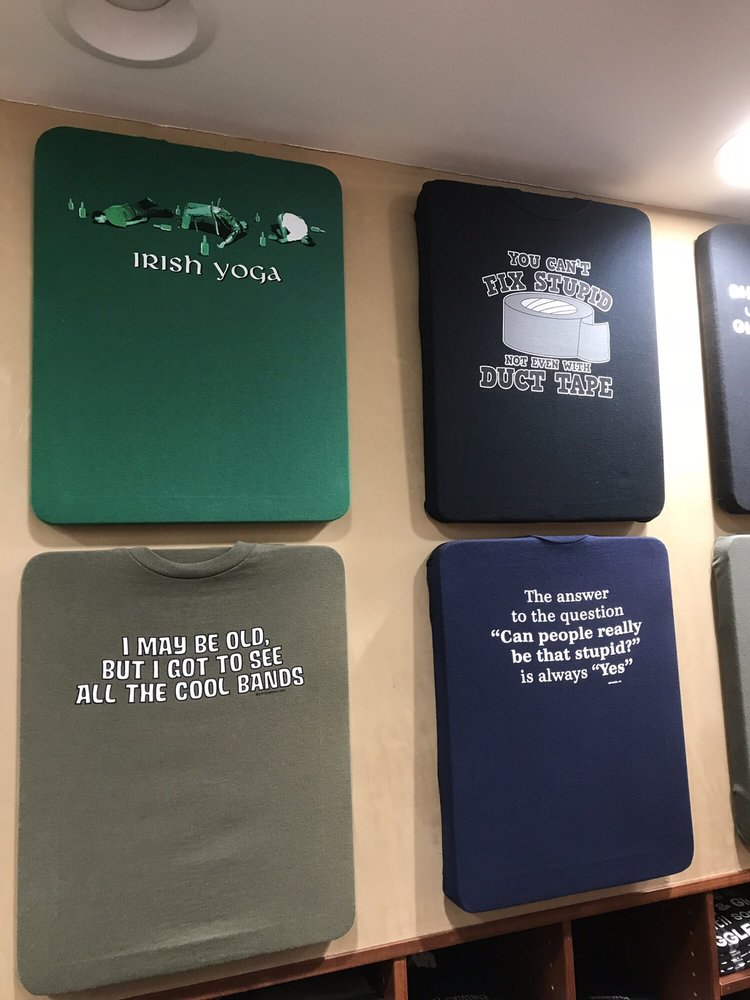 IRISH YOGA
YOU CAN'T
FIX STUPID
NOT EVEN WITH
DUCT TAPE
I MAY BE OLD,
BUT I GOT TO SEE
ALL THE COOL BANDS
The answer
to the question
“Can people really
be that stupid?”
is always “Yes”